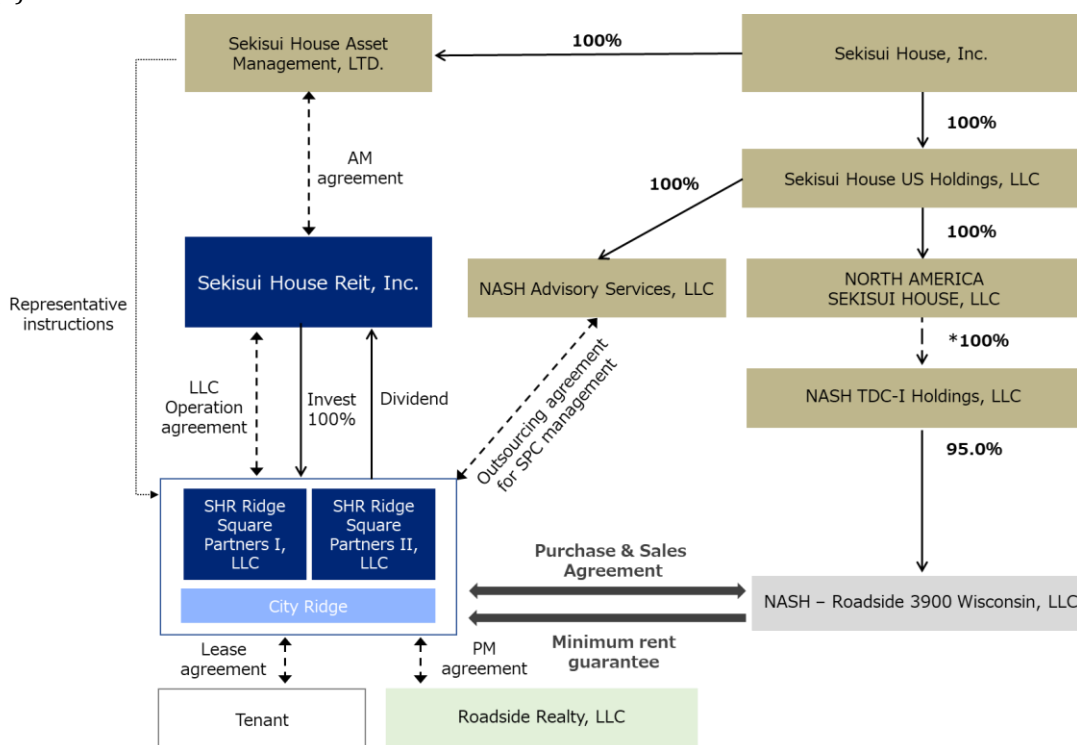 Sekisui House Asset
Management, LTD.
100%
Sekisui House, Inc.
100%
AM
agreement
100%
Sekisui House US Holdings, LLC
100%
Sekisui House Reit, Inc.
NASH Advisory Services, LLC
NORTH AMERICA
SEKISUI HOUSE, LLC
Representative
instructions
*100%
LLC
Operation
agreement
Invest
100%
Dividend
Outsourcing agreement
for SPC management
NASH TDC-I Holdings, LLC
95.0%
SHR Ridge
Square
Partners I,
LLC
SHR Ridge
Square
Partners II,
LLC
City Ridge
Purchase & Sales
Agreement
NASH – Roadside 3900 Wisconsin, LLC
Minimum rent
guarantee
Lease
agreement
PM
agreement
Tenant
Roadside Realty, LLC